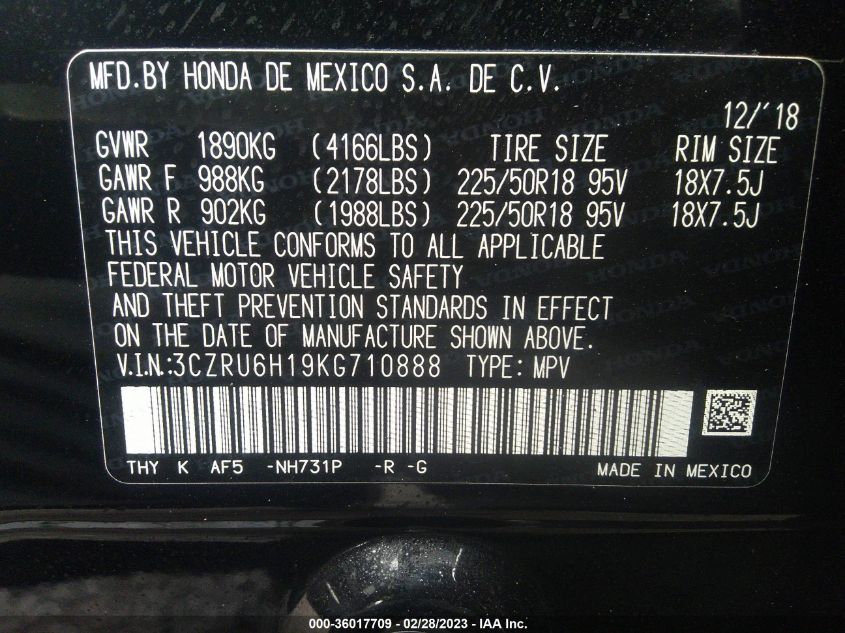 MFD.BY HONDA DE MEXICO S.A. DE C.V.
12/'18
GVWR 1890KG (4166LBS) TIRE SIZE RIM SIZE
GAWR F 988KG (2178LBS) 225/50R18 95V 18X7.5J
GAWR R 902KG (1988LBS) 225/50R18 95V 18X7.5J
THIS VEHICLE CONFORMS TO ALL APPLICABLE
FEDERAL MOTOR VEHICLE SAFETY
AND THEFT PREVENTION STANDARDS IN EFFECT
ON THE DATE OF MANUFACTURE SHOWN ABOVE.
V.I.N.:3CZRU6H19KG710888 TYPE: MPV
THY K AF5 -NH731P -R -G MADE IN MEXICO
000-36017709 - 02/28/2023 - IAA Inc.